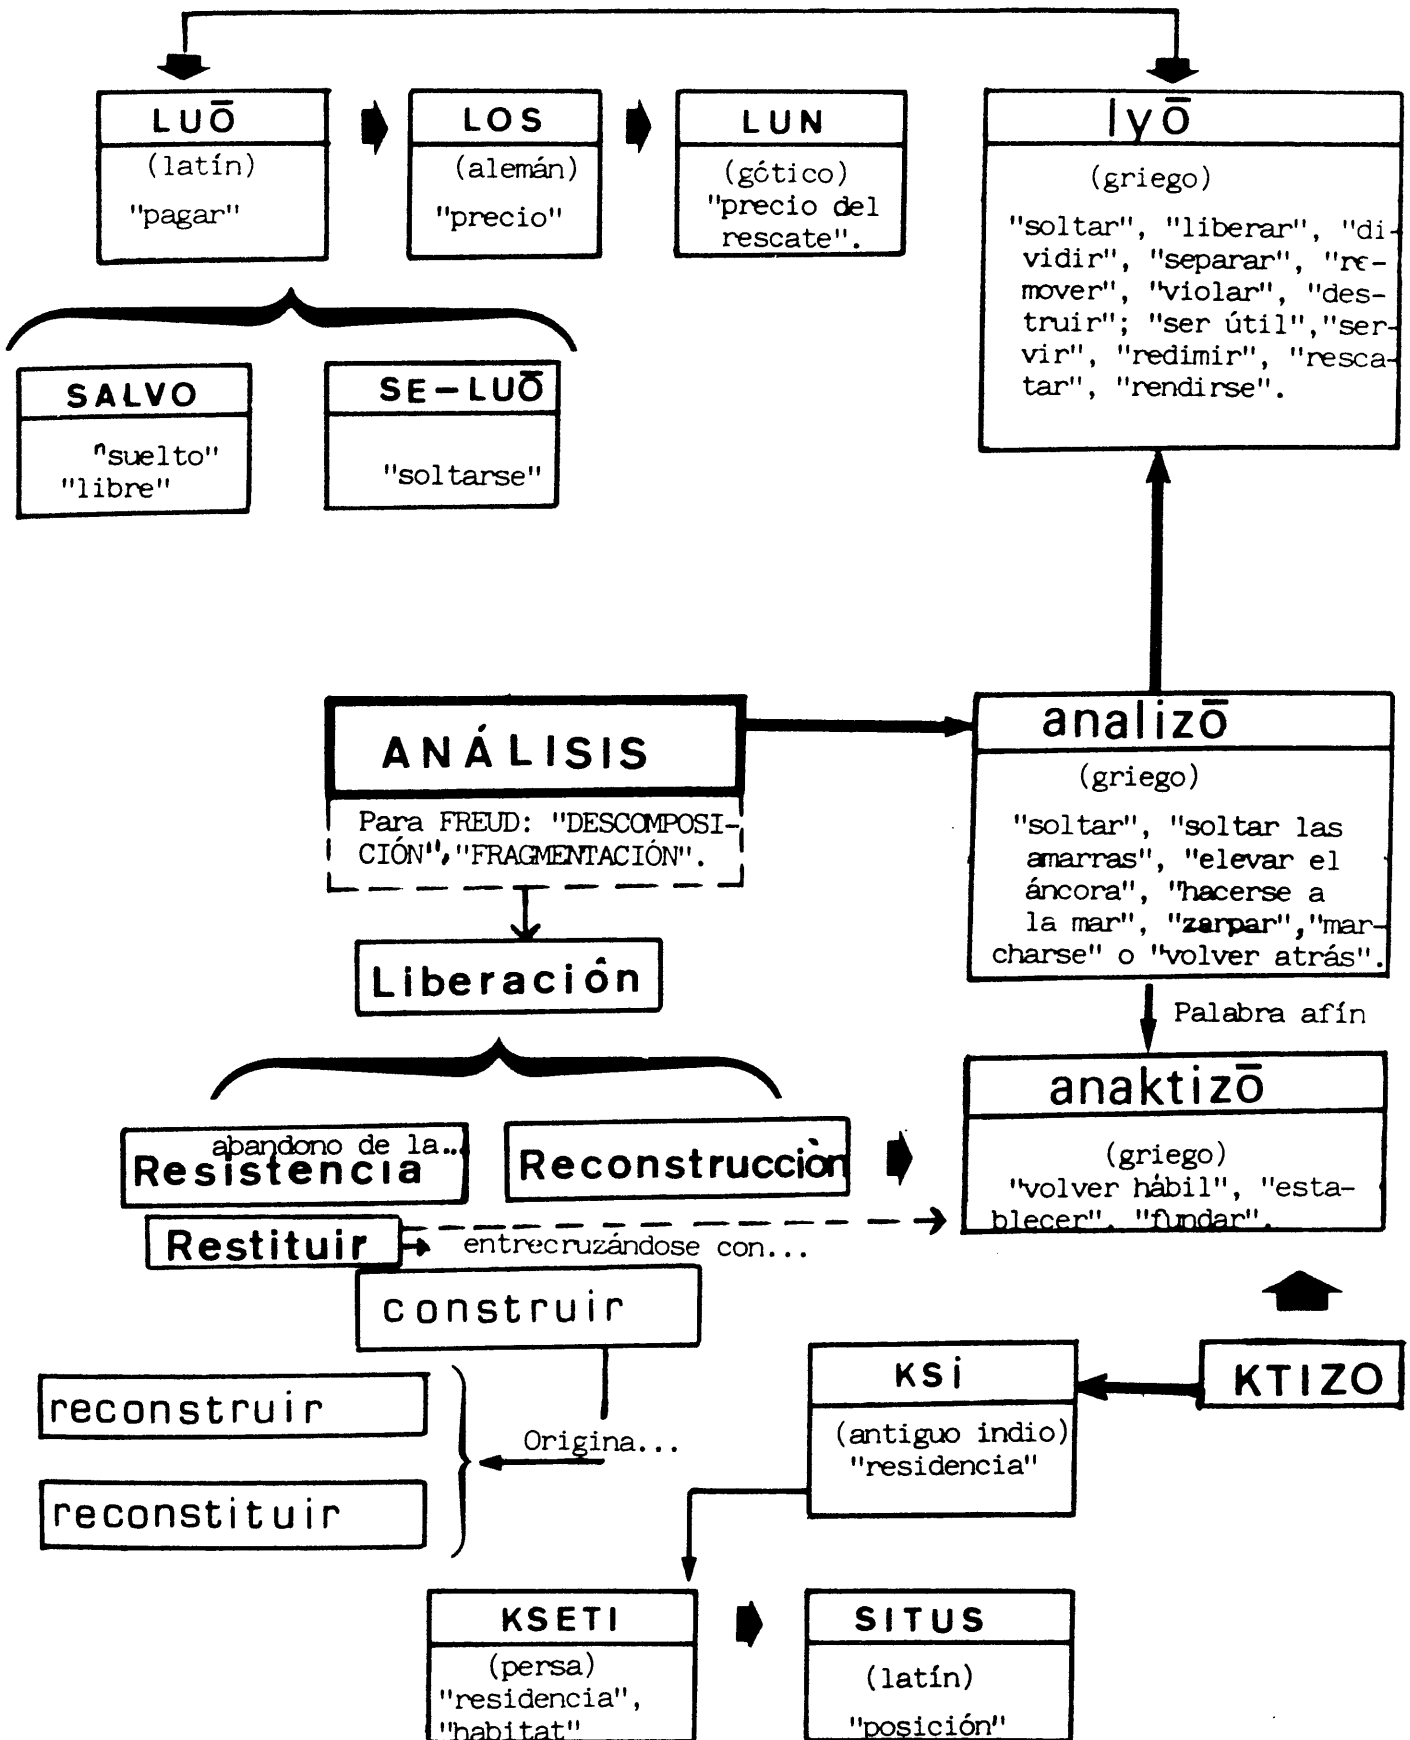 LUŌ
(latín)
"pagar"
LOS
(alemán)
"precio"
LUN
(gótico)
"precio del
rescate".
lyō
(griego)
"soltar", "liberar", "di-
vidir", "separar", "re-
mover", "violar", "des-
truir"; "ser útil","ser-
vir", "redimir", "resca-
tar", "rendirse".
SALVO
"suelto"
"libre"
SE-LUŌ
"soltarse"
ANÁLISIS
Para FREUD: "DESCOMPOSI-
CIÓN","FRAGMENTACIÓN".
analizō
(griego)
"soltar", "soltar las
amarras", "elevar el
áncora", "hacerse a
la mar", "zarpar","mar-
charse" o "volver atrás".
Liberación
Palabra afín
anaktizō
(griego)
"volver hábil", "esta-
blecer", "fundar".
abandono de la...
Resistencia
Reconstrucciòn
Restituir
entrecruzándose con...
construir
reconstruir
Origina...
reconstituir
KSi
(antiguo indio)
"residencia"
KTIZO
KSETI
(persa)
"residencia",
"habitat"
SITUS
(latín)
"posición"